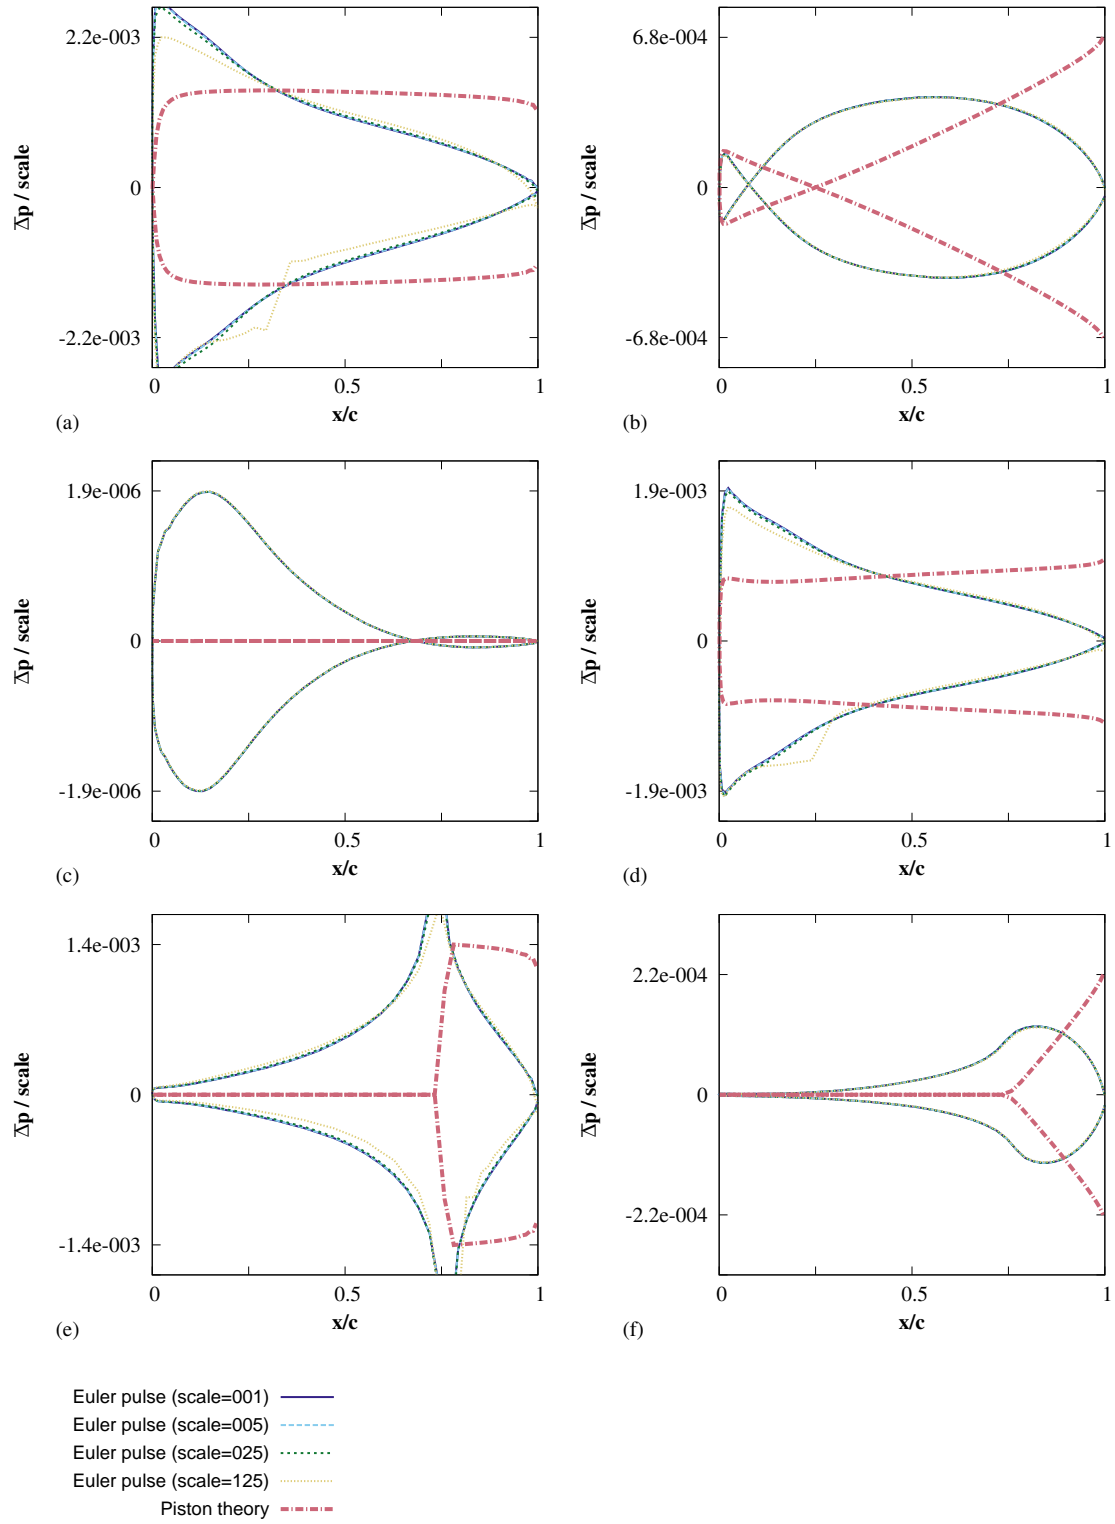 2.2e-003
0
-2.2e-003
Δp / scale
0 0.5 1
x/c
(a)
6.8e-004
0
-6.8e-004
Δp / scale
0 0.5 1
x/c
(b)
1.9e-006
0
-1.9e-006
Δp / scale
0 0.5 1
x/c
(c)
1.9e-003
0
-1.9e-003
Δp / scale
0 0.5 1
x/c
(d)
1.4e-003
0
-1.4e-003
Δp / scale
0 0.5 1
x/c
(e)
2.2e-004
0
-2.2e-004
Δp / scale
0 0.5 1
x/c
(f)
Euler pulse (scale=001)
Euler pulse (scale=005)
Euler pulse (scale=025)
Euler pulse (scale=125)
Piston theory